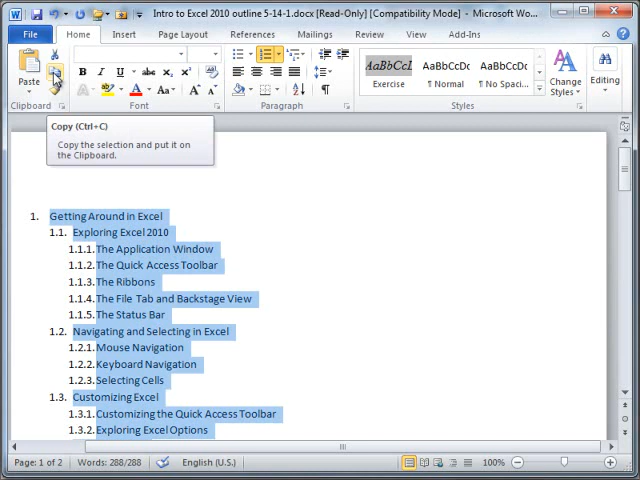 Intro to Excel 2010 outline 5-14-1.docx [Read-Only] [Compatibility Mode] - Microsoft Wo...
File Home Insert Page Layout References Mailings Review View Add-Ins
Paste
B I U abc x₂ x²
A ab A Aa A A
AaBbCcDc AaBbCcDc AaBbCcDc
Exercise ¶ Normal ¶ No Spaci...
Change Styles
Editing
Clipboard Font Paragraph Styles
Copy (Ctrl+C)
Copy the selection and put it on
the Clipboard.
1. Getting Around in Excel
1.1. Exploring Excel 2010
1.1.1. The Application Window
1.1.2. The Quick Access Toolbar
1.1.3. The Ribbons
1.1.4. The File Tab and Backstage View
1.1.5. The Status Bar
1.2. Navigating and Selecting in Excel
1.2.1. Mouse Navigation
1.2.2. Keyboard Navigation
1.2.3. Selecting Cells
1.3. Customizing Excel
1.3.1. Customizing the Quick Access Toolbar
1.3.2. Exploring Excel Options
Page: 1 of 2 Words: 288/288 English (U.S.) 100%